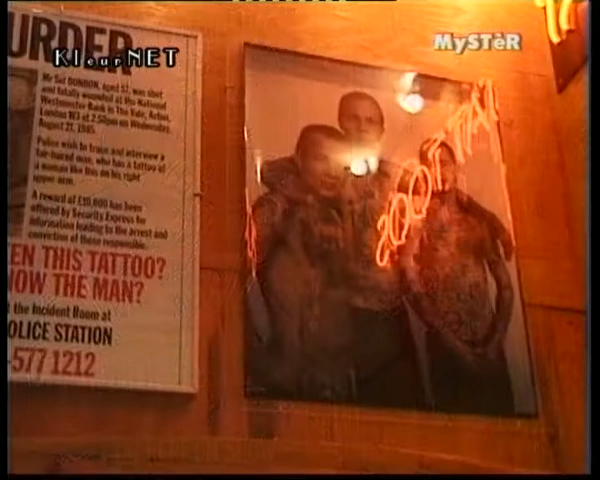 URDER
KleurNET
MySTèR
Mr Sat DUNDON, aged 57, was shot
and fatally wounded at the National
Westminster Bank in The Vale, Acton,
London W3 at 2.50pm on Wednesday,
August 21, 1985.
Police wish to trace and interview a
fair-haired man, who has a tattoo of
a woman like this on his right
upper arm.
A reward of £10,000 has been
offered by Security Express for
information leading to the arrest and
conviction of those responsible.
EN THIS TATTOO?
NOW THE MAN?
t the Incident Room at
POLICE STATION
-577 1212